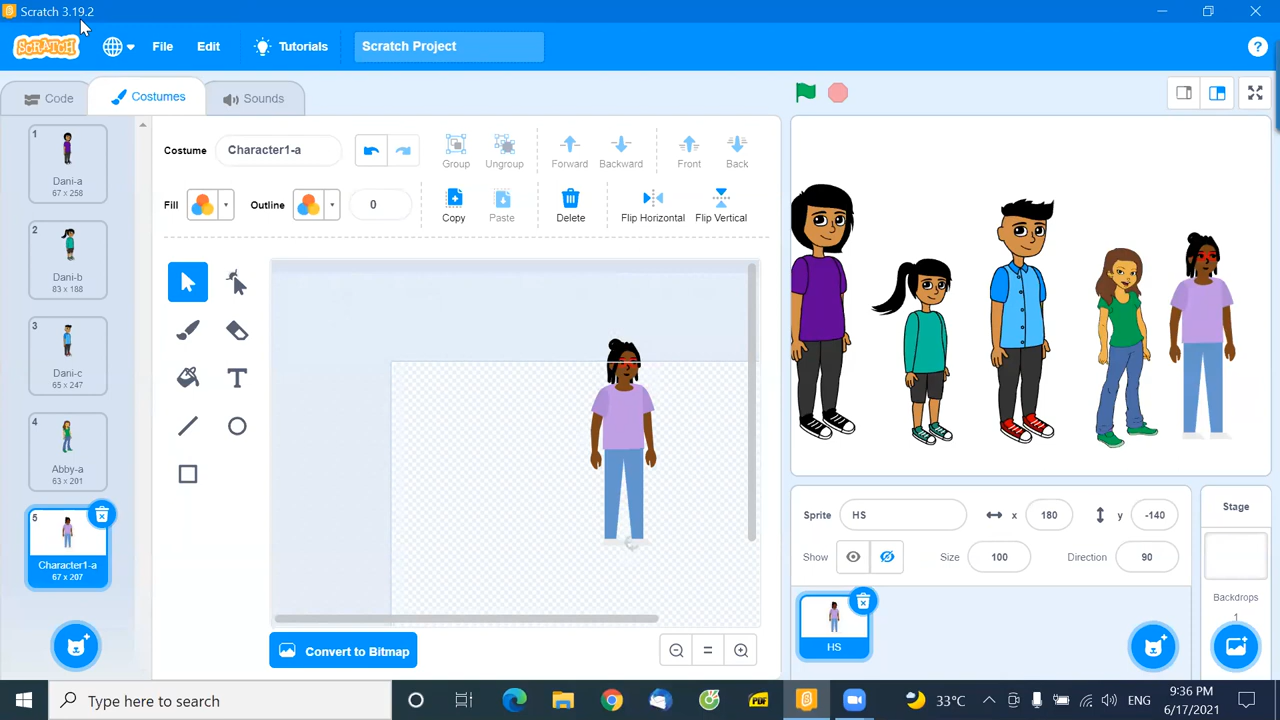 Scratch 3.19.2
SCRATCH File Edit Tutorials Scratch Project ?
Code Costumes Sounds
1
Dani-a
67 x 258
2
Dani-b
83 x 188
3
Dani-c
65 x 247
4
Abby-a
63 x 201
5
Character1-a
67 x 207
Costume Character1-a Group Ungroup Forward Backward Front Back
Fill Outline 0 Copy Paste Delete Flip Horizontal Flip Vertical
T
Convert to Bitmap
Sprite HS x 180 y -140
Show Size 100 Direction 90
HS
Stage
Backdrops
1
Type here to search
PDF
33°C ENG 9:36 PM
6/17/2021